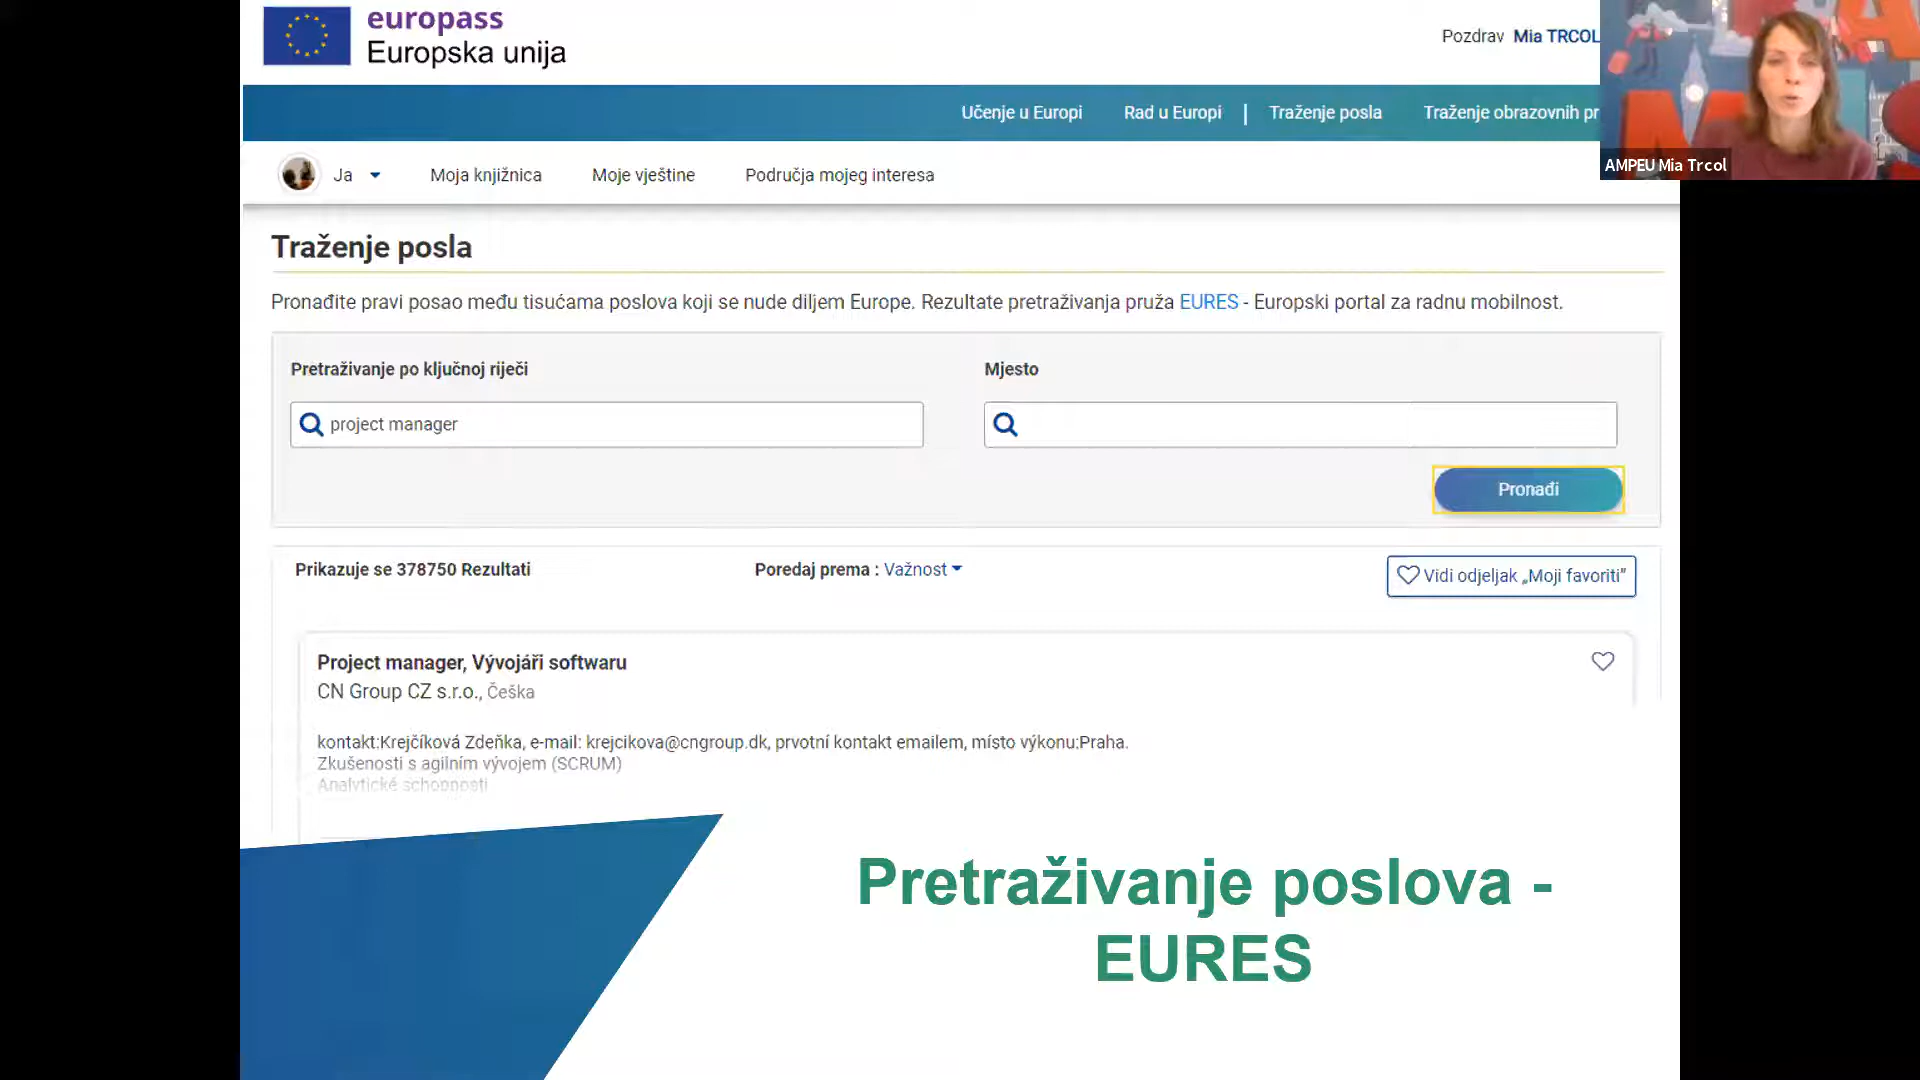 europass
Europska unija
Pozdrav Mia TRCOL
Učenje u Europi Rad u Europi | Traženje posla Traženje obrazovnih pr
AMPEU Mia Trcol
Ja Moja knjižnica Moje vještine Područja mojeg interesa
Traženje posla
Pronađite pravi posao među tisućama poslova koji se nude diljem Europe. Rezultate pretraživanja pruža EURES - Europski portal za radnu mobilnost.
Pretraživanje po ključnoj riječi Mjesto
project manager
Pronađi
Prikazuje se 378750 Rezultati Poredaj prema : Važnost Vidi odjeljak „Moji favoriti”
Project manager, Vývojáři softwaru
CN Group CZ s.r.o., Češka
kontakt:Krejčíková Zdeňka, e-mail: krejcikova@cngroup.dk, prvotní kontakt emailem, místo výkonu:Praha.
Zkušenosti s agilním vývojem (SCRUM)
Analytické schopnosti
Pretraživanje poslova -
EURES